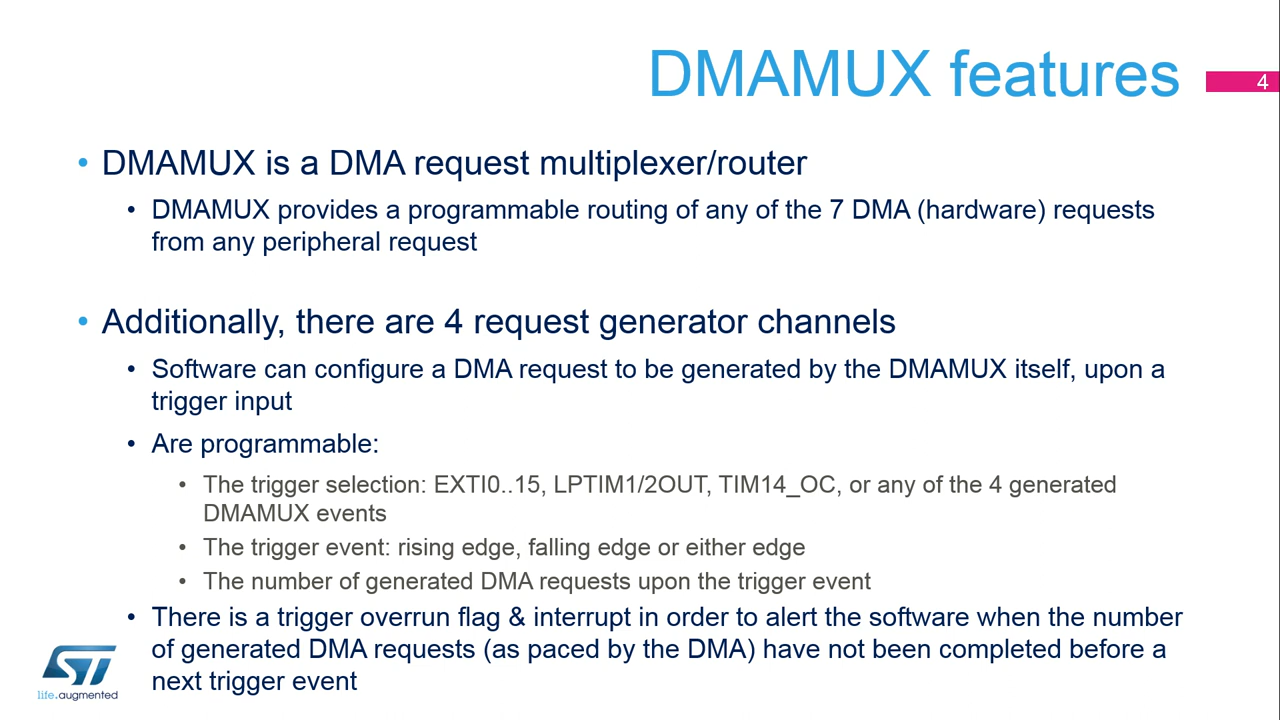 DMAMUX features
4
• DMAMUX is a DMA request multiplexer/router
• DMAMUX provides a programmable routing of any of the 7 DMA (hardware) requests
from any peripheral request
• Additionally, there are 4 request generator channels
• Software can configure a DMA request to be generated by the DMAMUX itself, upon a
trigger input
• Are programmable:
• The trigger selection: EXTI0..15, LPTIM1/2OUT, TIM14_OC, or any of the 4 generated
DMAMUX events
• The trigger event: rising edge, falling edge or either edge
• The number of generated DMA requests upon the trigger event
• There is a trigger overrun flag & interrupt in order to alert the software when the number
of generated DMA requests (as paced by the DMA) have not been completed before a
next trigger event
ST
life.augmented